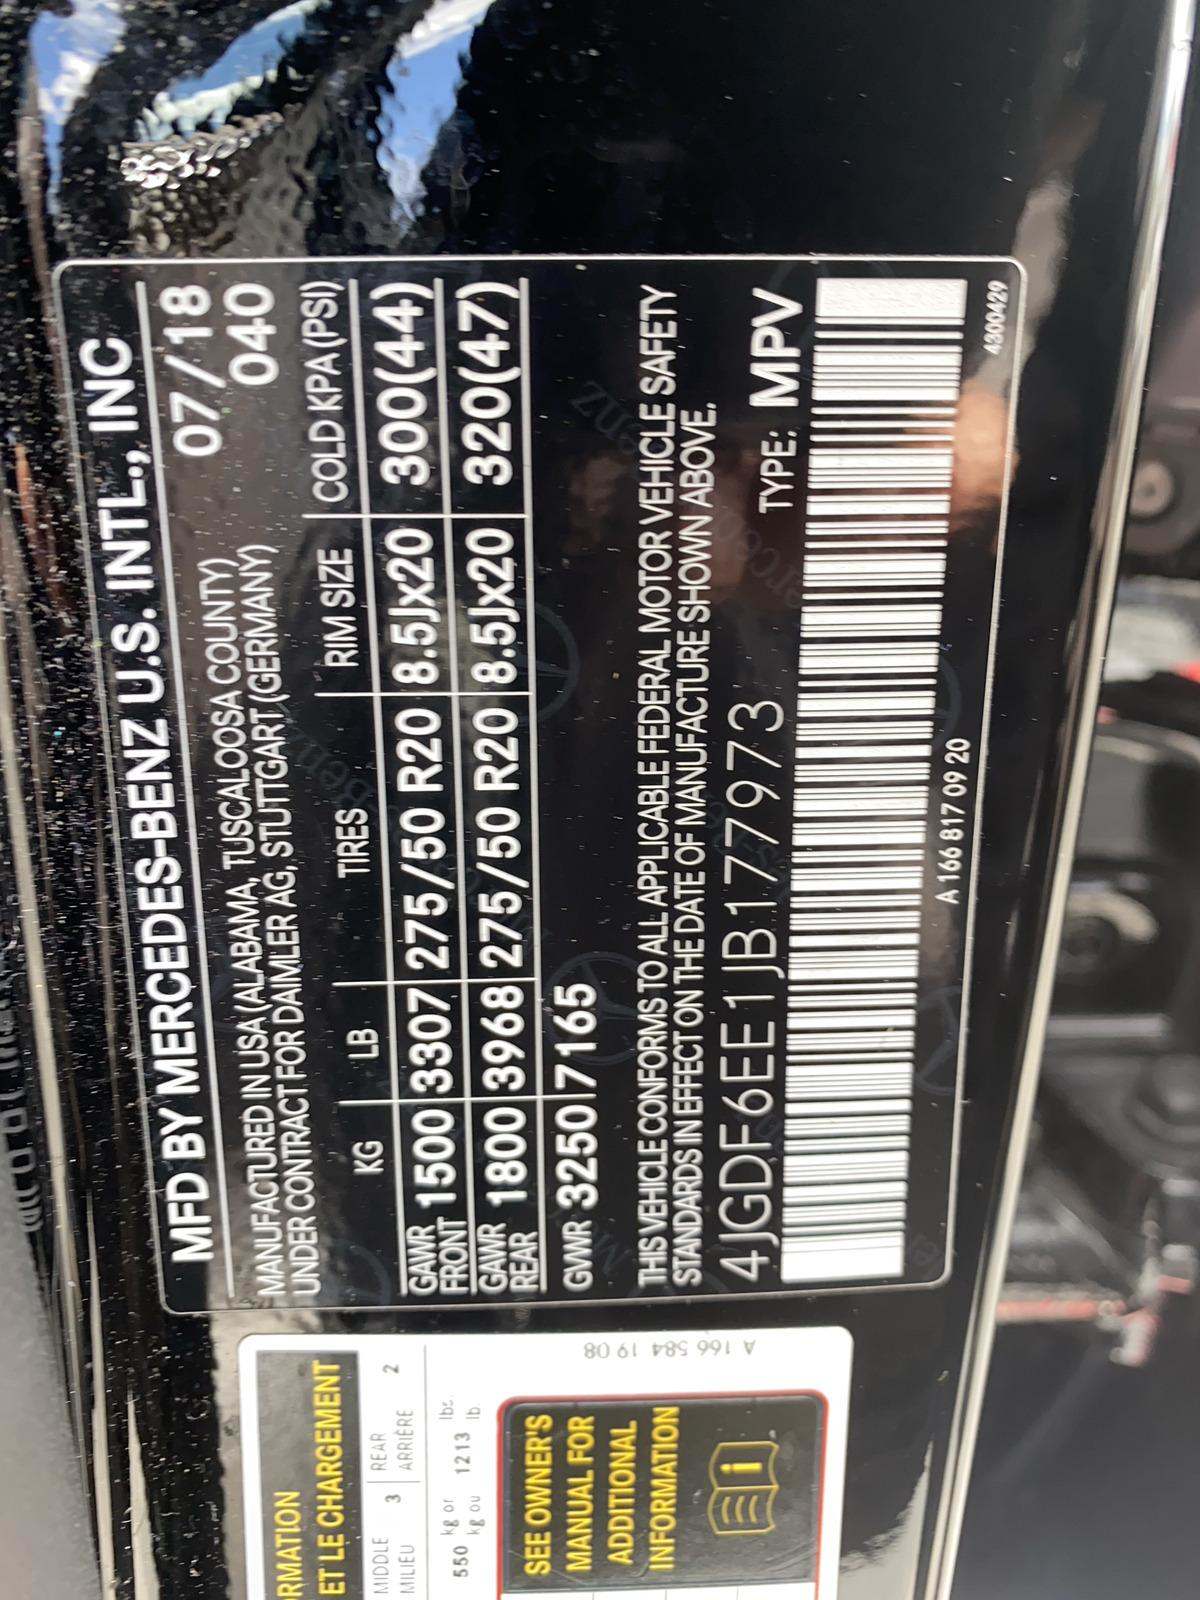 MFD BY MERCEDES-BENZ U.S. INTL., INC
MANUFACTURED IN USA (ALABAMA, TUSCALOOSA COUNTY) 07/18
UNDER CONTRACT FOR DAIMLER AG, STUTTGART (GERMANY) 040
KG LB TIRES RIM SIZE COLD KPA (PSI)
GAWR FRONT 1500 3307 275/50 R20 8.5Jx20 300(44)
GAWR REAR 1800 3968 275/50 R20 8.5Jx20 320(47)
GVWR 3250 7165
THIS VEHICLE CONFORMS TO ALL APPLICABLE FEDERAL MOTOR VEHICLE SAFETY
STANDARDS IN EFFECT ON THE DATE OF MANUFACTURE SHOWN ABOVE.
4JGDF6EE1JB177973 TYPE: MPV
A 166 817 09 20
4300429
ET LE CHARGEMENT
MIDDLE 3 REAR 2
MILIEU ARRIÈRE
550 kg or 1213 lbs.
kg ou lb.
SEE OWNER'S
MANUAL FOR
ADDITIONAL
INFORMATION
A 166 584 19 08